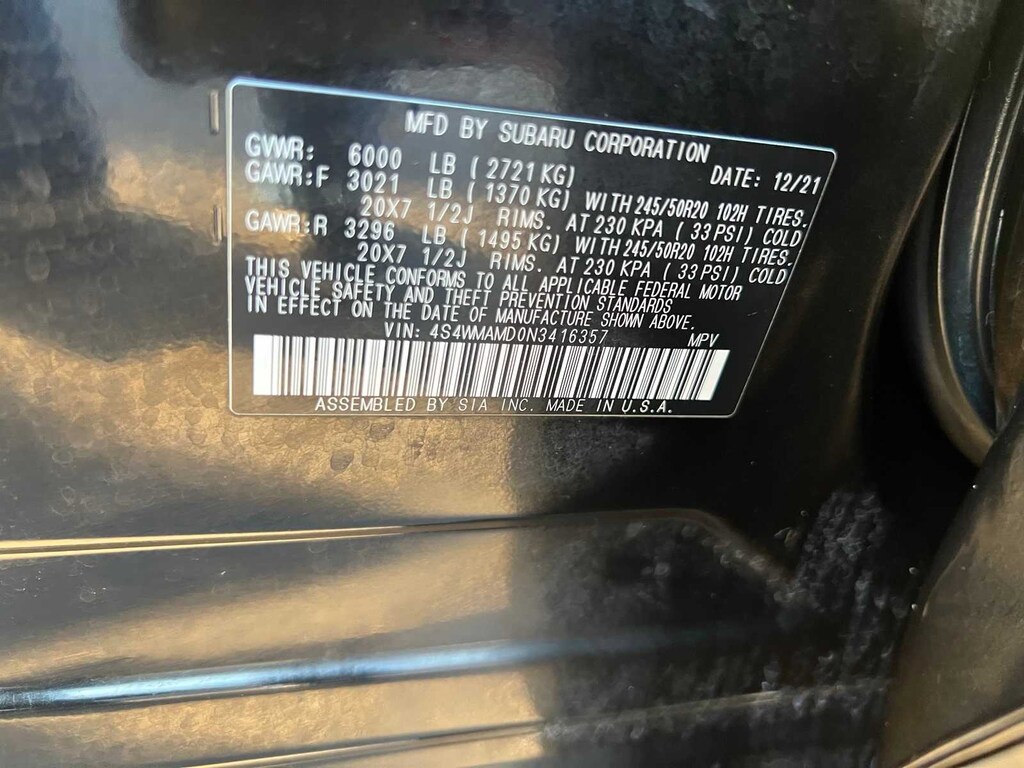 MFD BY SUBARU CORPORATION
GVWR: 6000 LB ( 2721 KG) DATE: 12/21
GAWR:F 3021 LB ( 1370 KG) WITH 245/50R20 102H TIRES.
20X7 1/2J RIMS. AT 230 KPA ( 33 PSI) COLD
GAWR:R 3296 LB ( 1495 KG) WITH 245/50R20 102H TIRES.
20X7 1/2J RIMS. AT 230 KPA ( 33 PSI) COLD
THIS VEHICLE CONFORMS TO ALL APPLICABLE FEDERAL MOTOR
VEHICLE SAFETY AND THEFT PREVENTION STANDARDS
IN EFFECT ON THE DATE OF MANUFACTURE SHOWN ABOVE.
VIN: 4S4WMAMD0N3416357 MPV
ASSEMBLED BY SIA INC. MADE IN U.S.A.